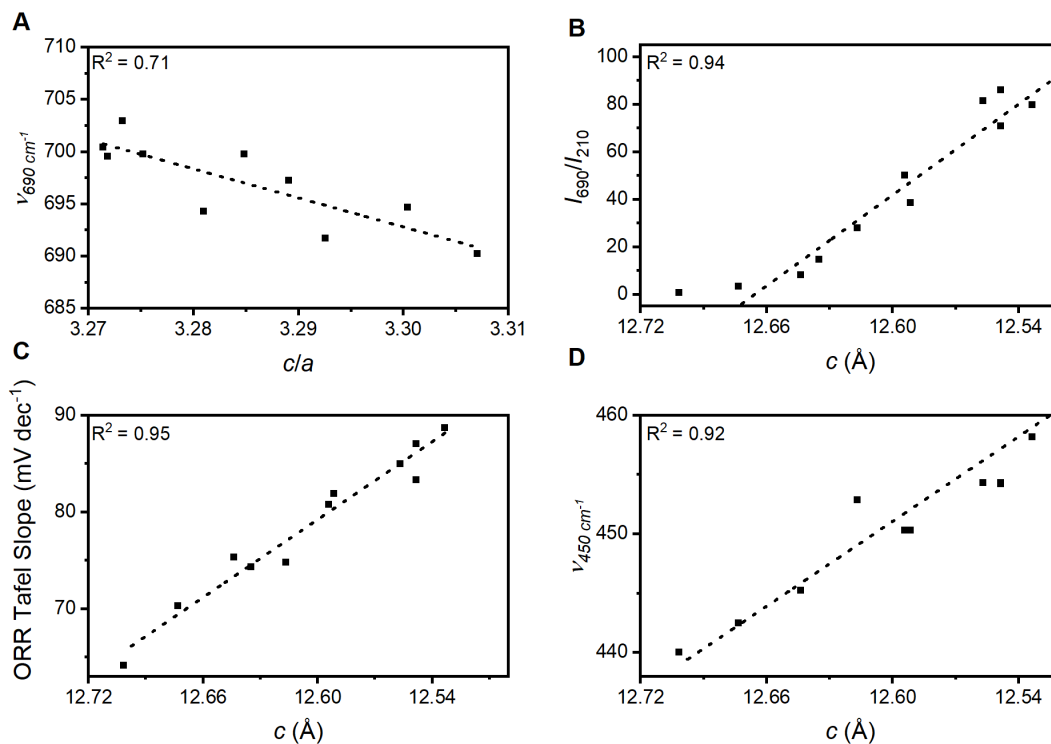 A
R² = 0.71
ν690 cm⁻¹
710
705
700
695
690
685
3.27
3.28
3.29
3.30
3.31
c/a
B
R² = 0.94
I690/I210
100
80
60
40
20
0
12.72
12.66
12.60
12.54
c (Å)
C
R² = 0.95
ORR Tafel Slope (mV dec⁻¹)
90
80
70
12.72
12.66
12.60
12.54
c (Å)
D
R² = 0.92
ν450 cm⁻¹
460
450
440
12.72
12.66
12.60
12.54
c (Å)